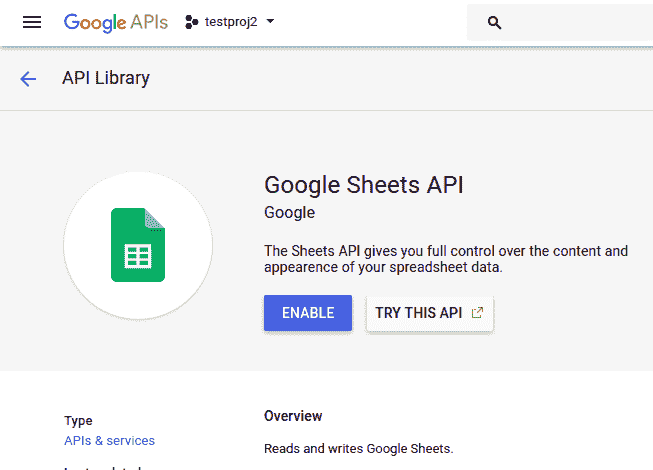 Google APIs testproj2
API Library
Google Sheets API
Google
The Sheets API gives you full control over the content and
appearence of your spreadsheet data.
ENABLE TRY THIS API
Type
APIs & services
Overview
Reads and writes Google Sheets.